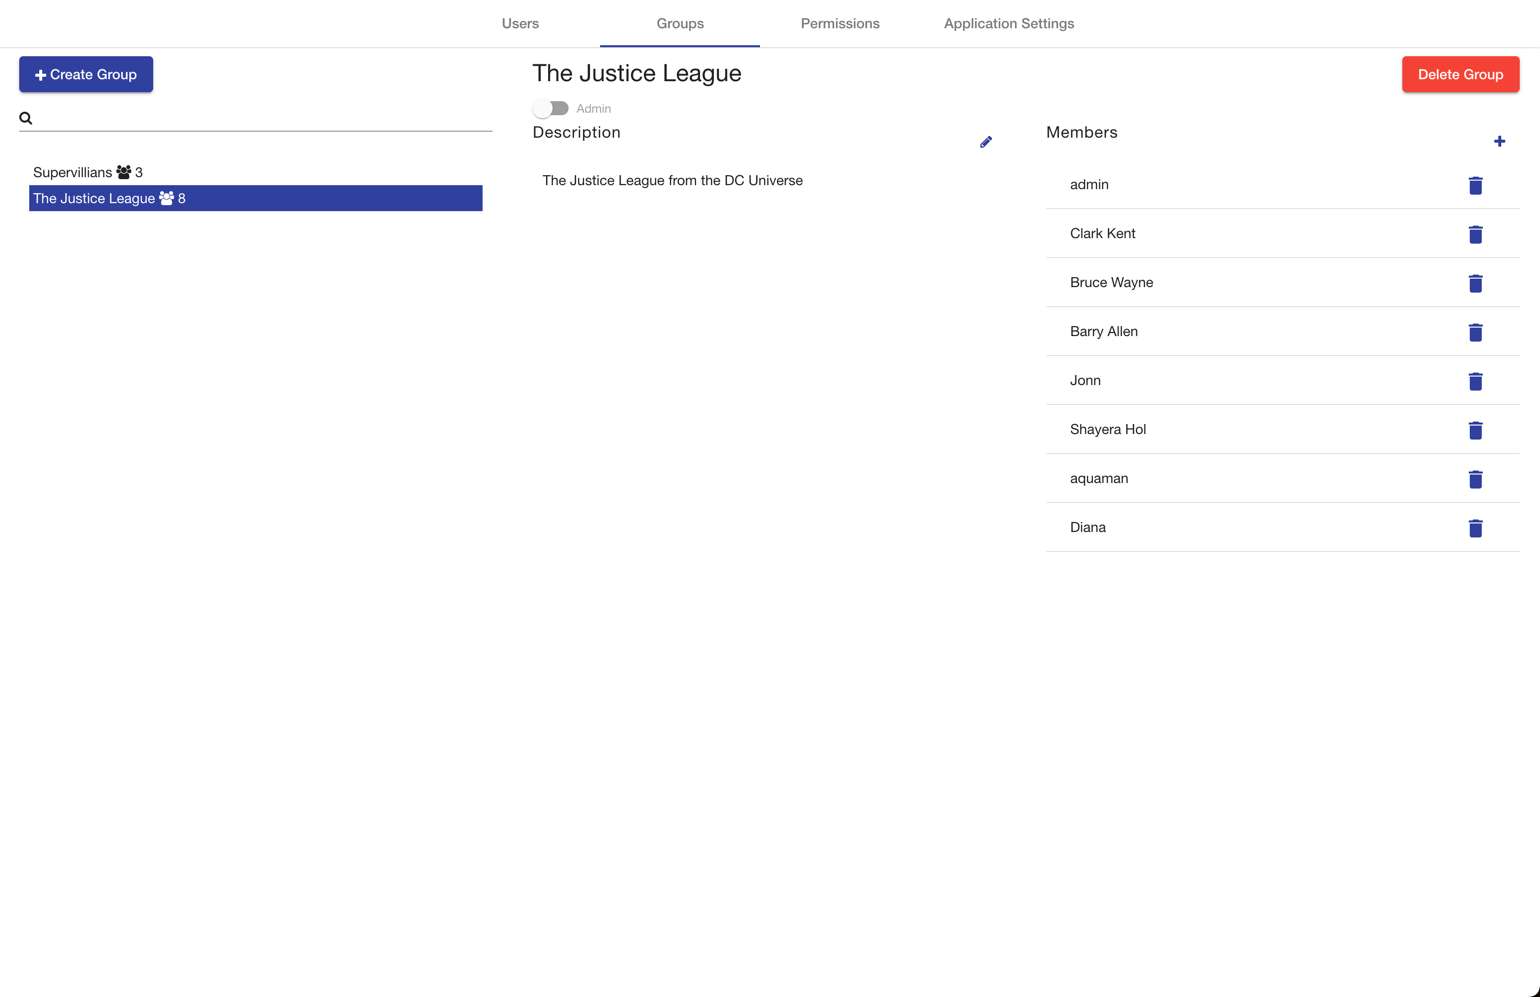 Users Groups Permissions Application Settings
Create Group
Supervillians 3
The Justice League 8
The Justice League
Delete Group
Admin
Description
The Justice League from the DC Universe
Members
admin
Clark Kent
Bruce Wayne
Barry Allen
Jonn
Shayera Hol
aquaman
Diana